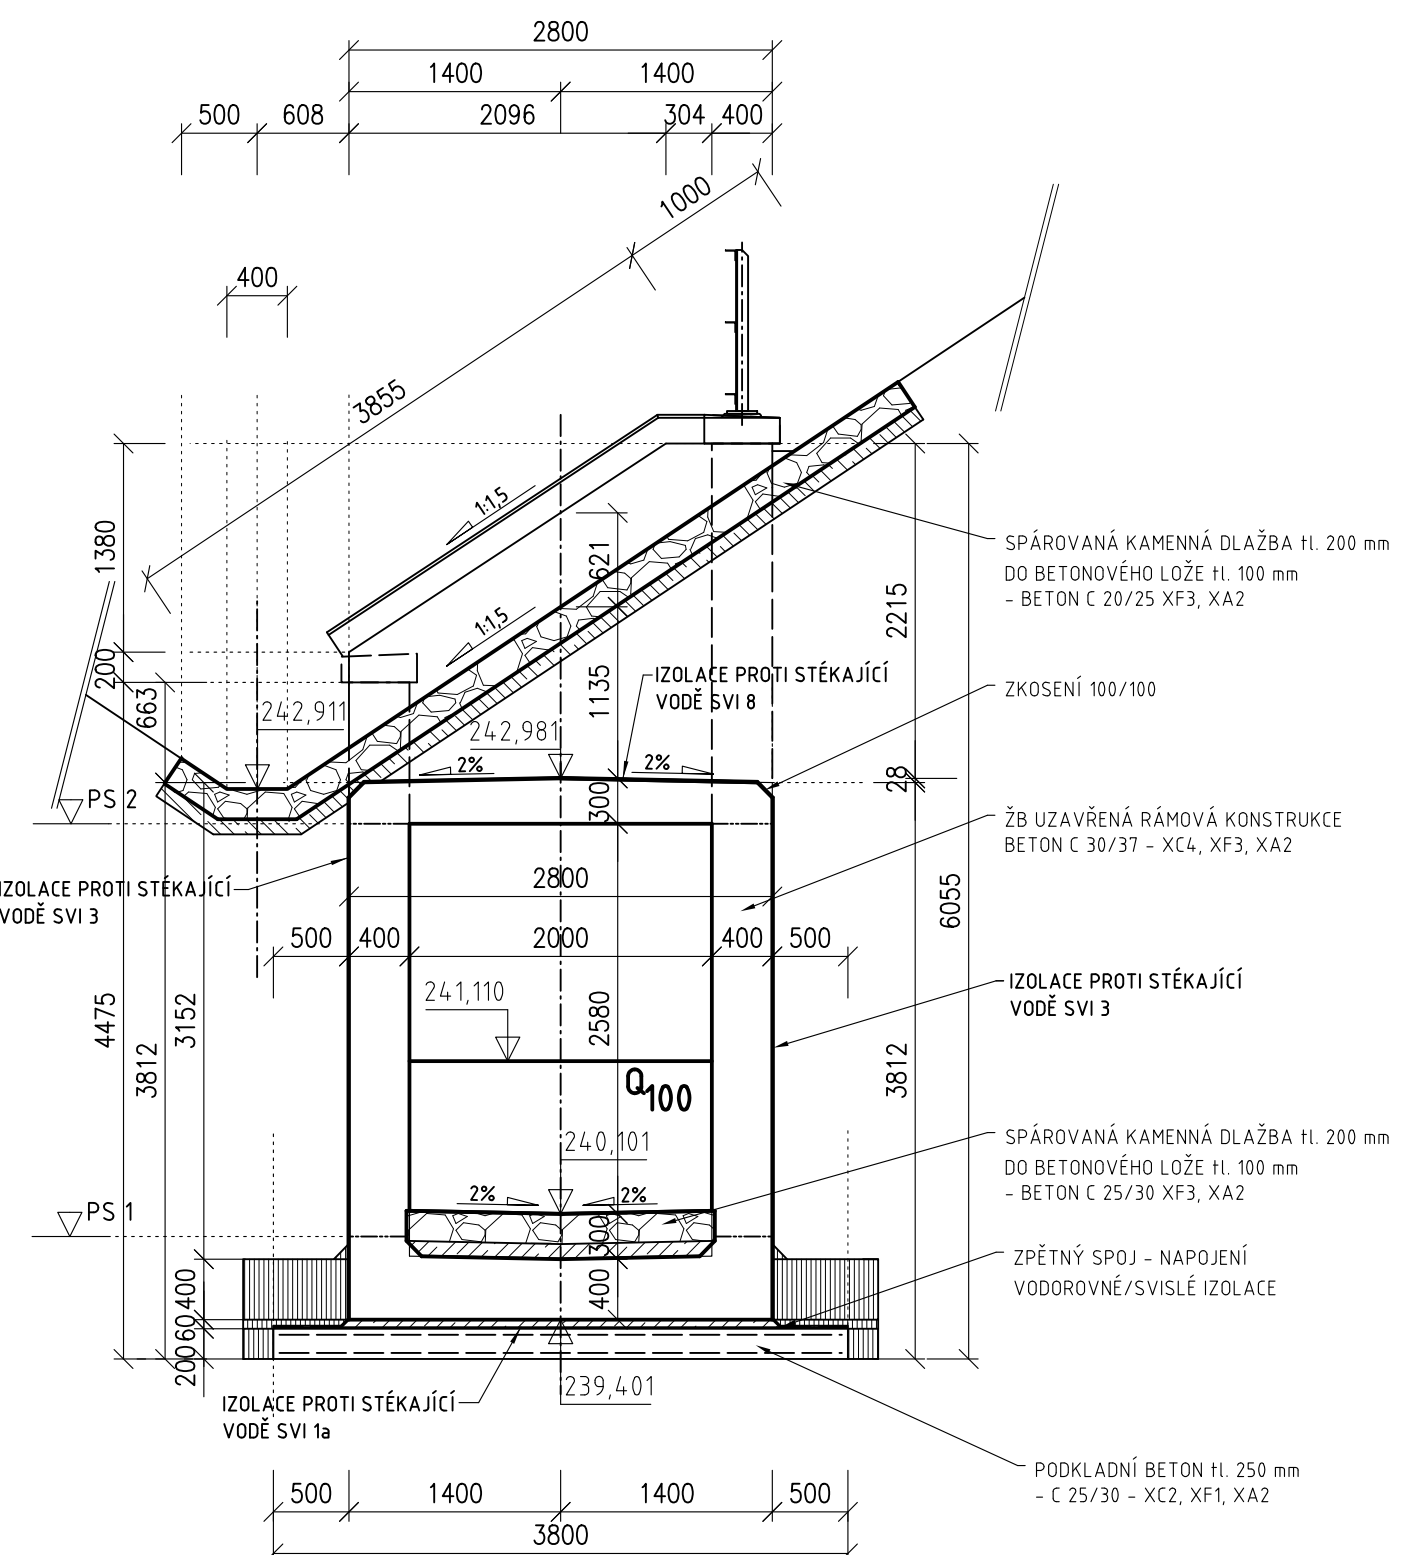 2800
1400 1400
500 608 2096 304 400
1000
400
3855
1:1,5
1380
621
SPÁROVANÁ KAMENNÁ DLAŽBA tl. 200 mm
DO BETONOVÉHO LOŽE tl. 100 mm
- BETON C 20/25 XF3, XA2
2215
1:1,5
200
663
1135
IZOLACE PROTI STÉKAJÍCÍ
VODĚ SVI 8
ZKOSENÍ 100/100
242,911
242,981
2% 2%
28
PS 2
300
ŽB UZAVŘENÁ RÁMOVÁ KONSTRUKCE
BETON C 30/37 - XC4, XF3, XA2
IZOLACE PROTI STÉKAJÍCÍ
VODĚ SVI 3
2800
6055
500 400 2000 400 500
241,110
IZOLACE PROTI STÉKAJÍCÍ
VODĚ SVI 3
4475
3152
3812
2580
3812
Q100
240,101
SPÁROVANÁ KAMENNÁ DLAŽBA tl. 200 mm
DO BETONOVÉHO LOŽE tl. 100 mm
- BETON C 25/30 XF3, XA2
2% 2%
PS 1
300
ZPĚTNÝ SPOJ - NAPOJENÍ
VODOROVNÉ/SVISLÉ IZOLACE
400
400
60
200
239,401
IZOLACE PROTI STÉKAJÍCÍ
VODĚ SVI 1a
PODKLADNÍ BETON tl. 250 mm
- C 25/30 - XC2, XF1, XA2
500 1400 1400 500
3800